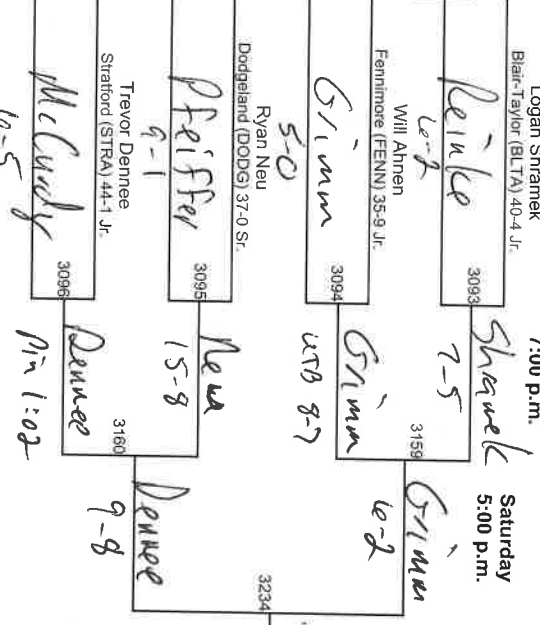 Logan Shramek
Blair-Taylor (BLTA) 40-4 Jr.
Reinke
6-2
3093
7:00 p.m.
Shramek
7-5
Will Ahnen
Fennimore (FENN) 35-9 Jr.
Grimm
5-0
3094
Grimm
UTB 8-7
3159
Saturday
5:00 p.m.
Grimm
6-2
Ryan Neu
Dodgeland (DODG) 37-0 Sr.
Pfeiffer
9-1
3095
Neu
15-8
Trevor Dennee
Stratford (STRA) 44-1 Jr.
McCurdy
10-5
3096
Dennee
Pin 1:02
3160
Dennee
9-8
3234